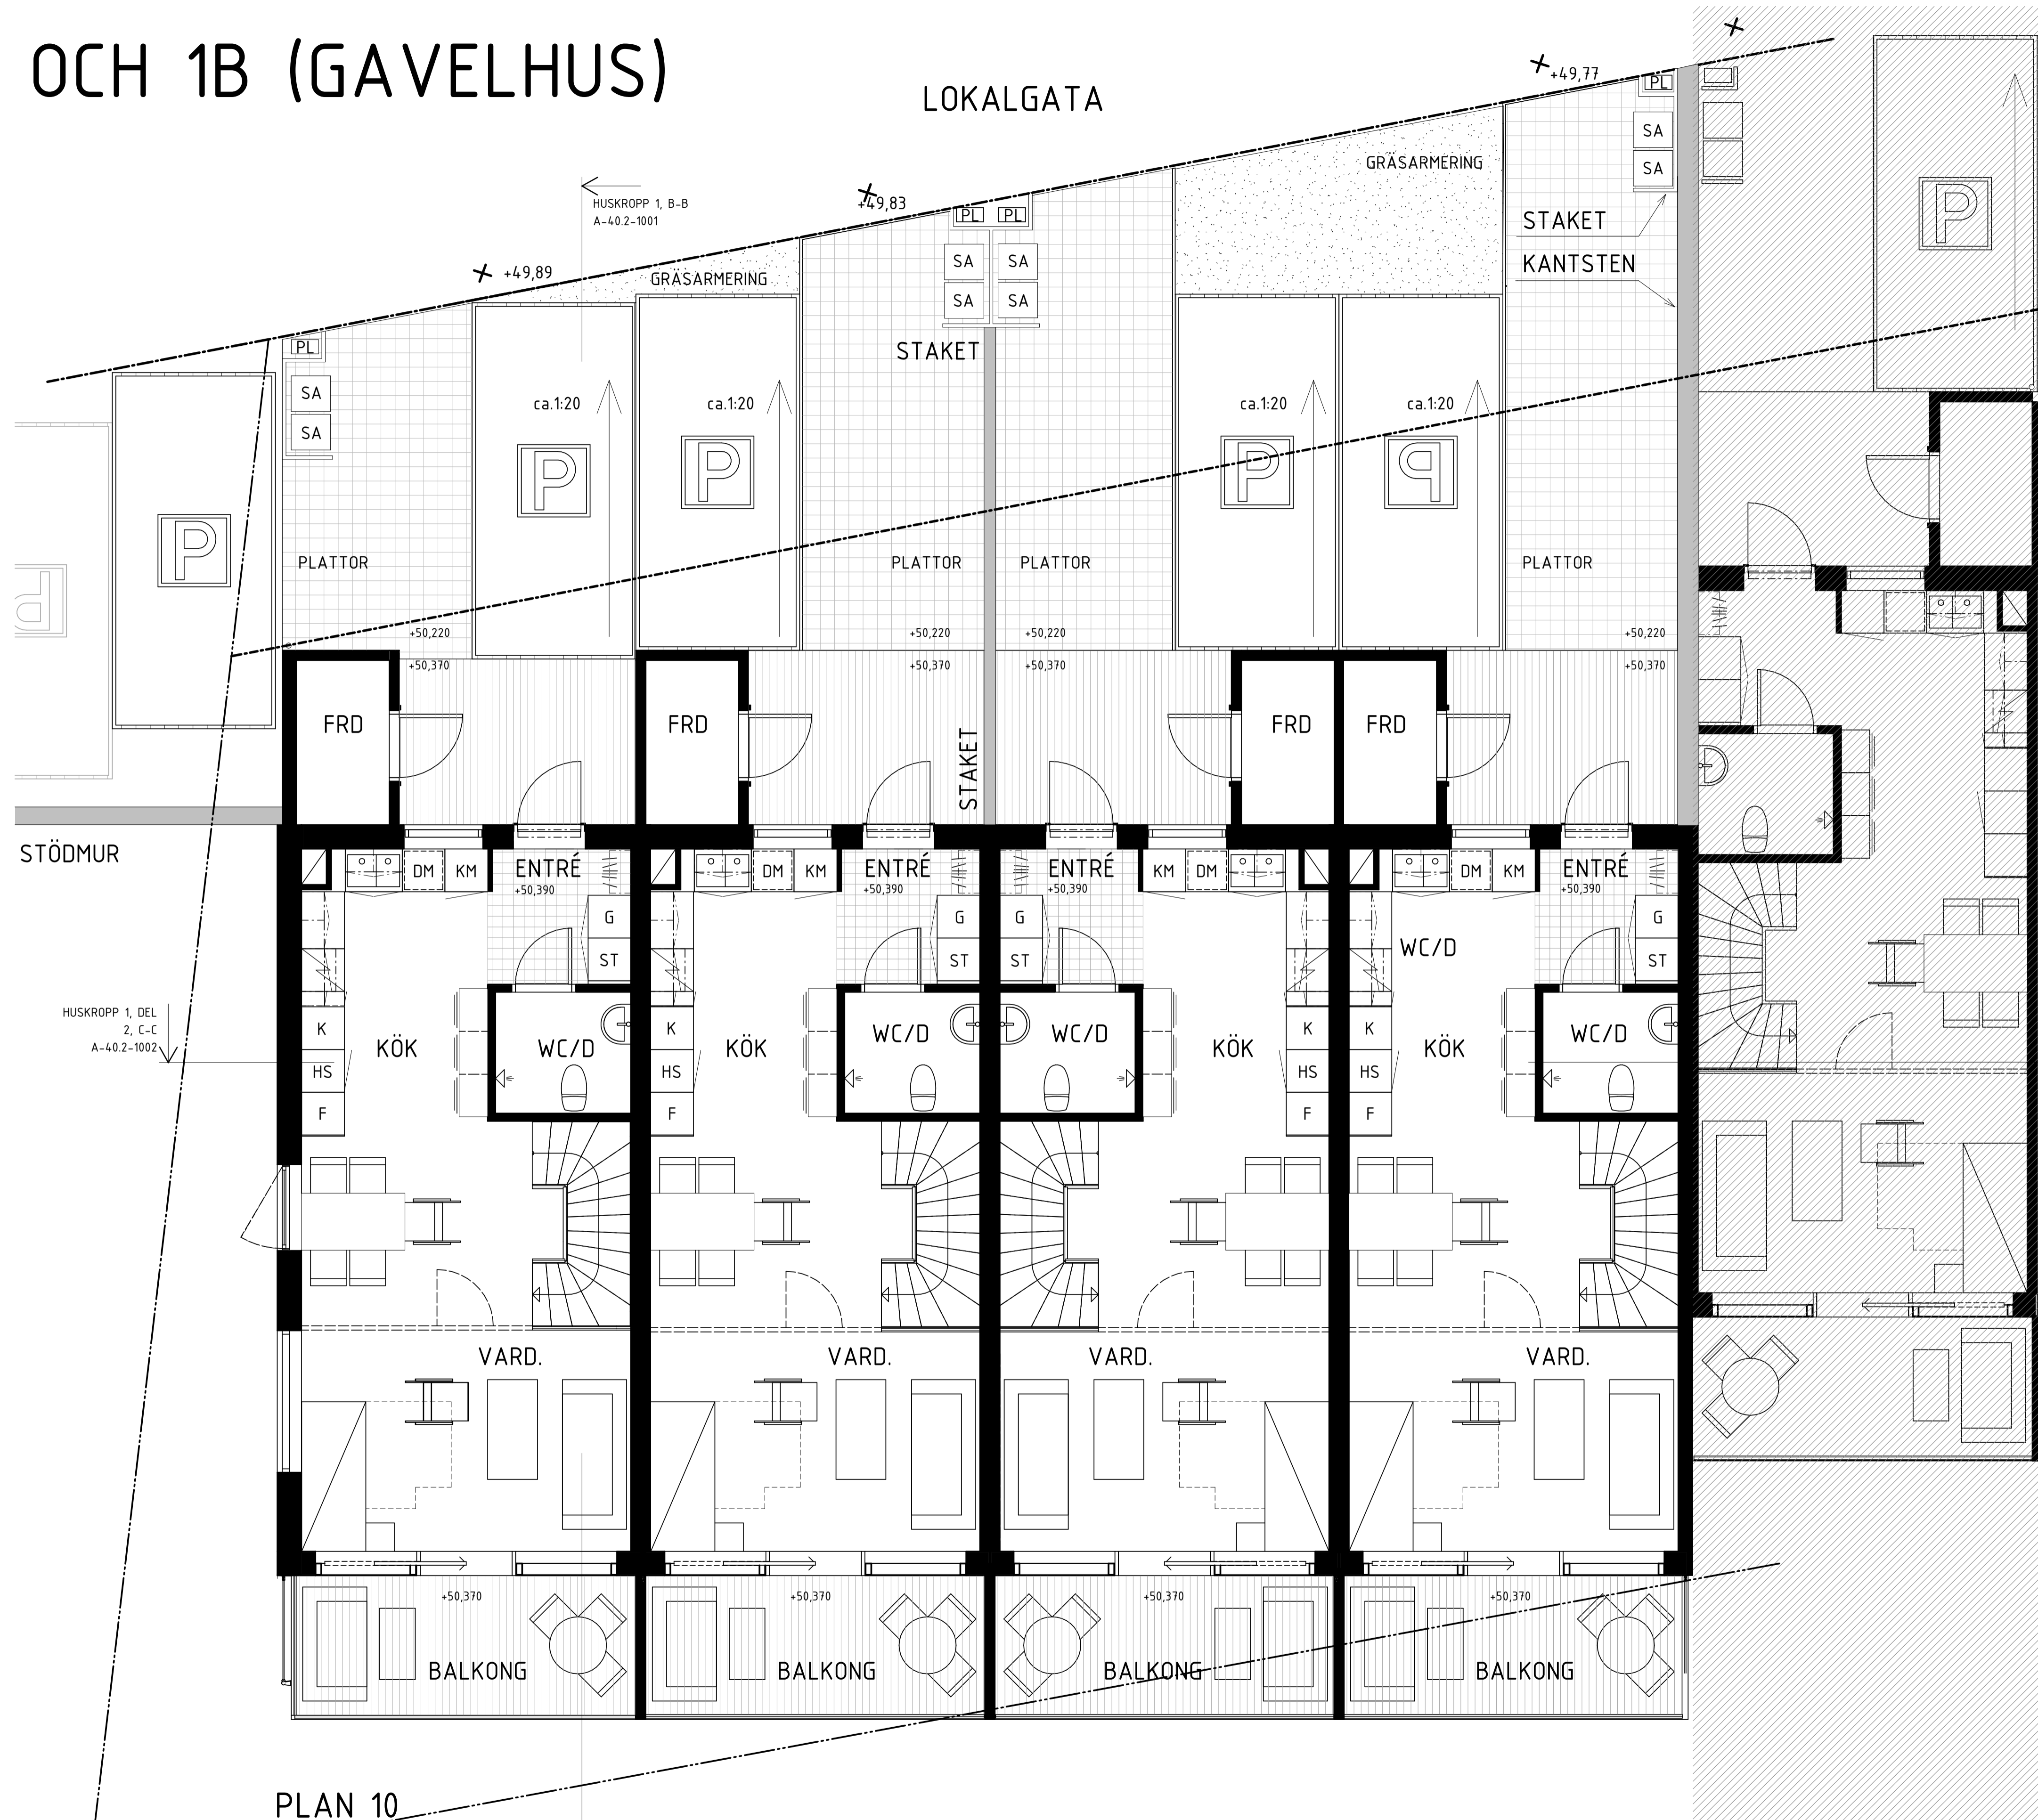 OCH 1B (GAVELHUS)
LOKALGATA
+49,77
PL
SA
SA
GRÄSARMERING
STAKET
KANTSTEN
P
HUSKROPP 1, B-B
A-40.2-1001
+49,83
PL PL
SA SA
SA SA
+49,89
GRÄSARMERING
STAKET
PL
SA
SA
ca.1:20 ca.1:20 ca.1:20 ca.1:20
P P P P
P
P
PLATTOR PLATTOR PLATTOR PLATTOR
+50,220 +50,220 +50,220 +50,220
+50,370 +50,370 +50,370 +50,370
FRD FRD FRD FRD
STAKET
STÖDMUR
DM KM ENTRÉ DM KM ENTRÉ ENTRÉ KM DM DM KM ENTRÉ
+50,390 +50,390 +50,390 +50,390
G G G G
WC/D
ST ST ST ST
HUSKROPP 1, DEL
2, C-C
A-40.2-1002
K K K K
KÖK WC/D KÖK WC/D WC/D KÖK KÖK WC/D
HS HS HS HS
F F F F
VARD. VARD. VARD. VARD.
+50,370 +50,370 +50,370 +50,370
BALKONG BALKONG BALKONG BALKONG
PLAN 10